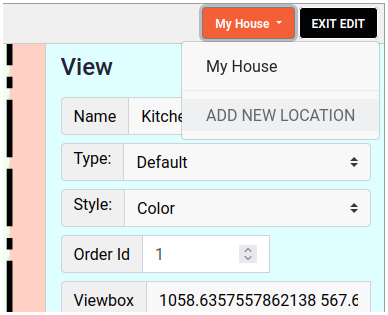 My House EXIT EDIT
View
My House
Name
ADD NEW LOCATION
Type: Default
Style: Color
Order Id 1
Viewbox 1058.6357557862138 567.6